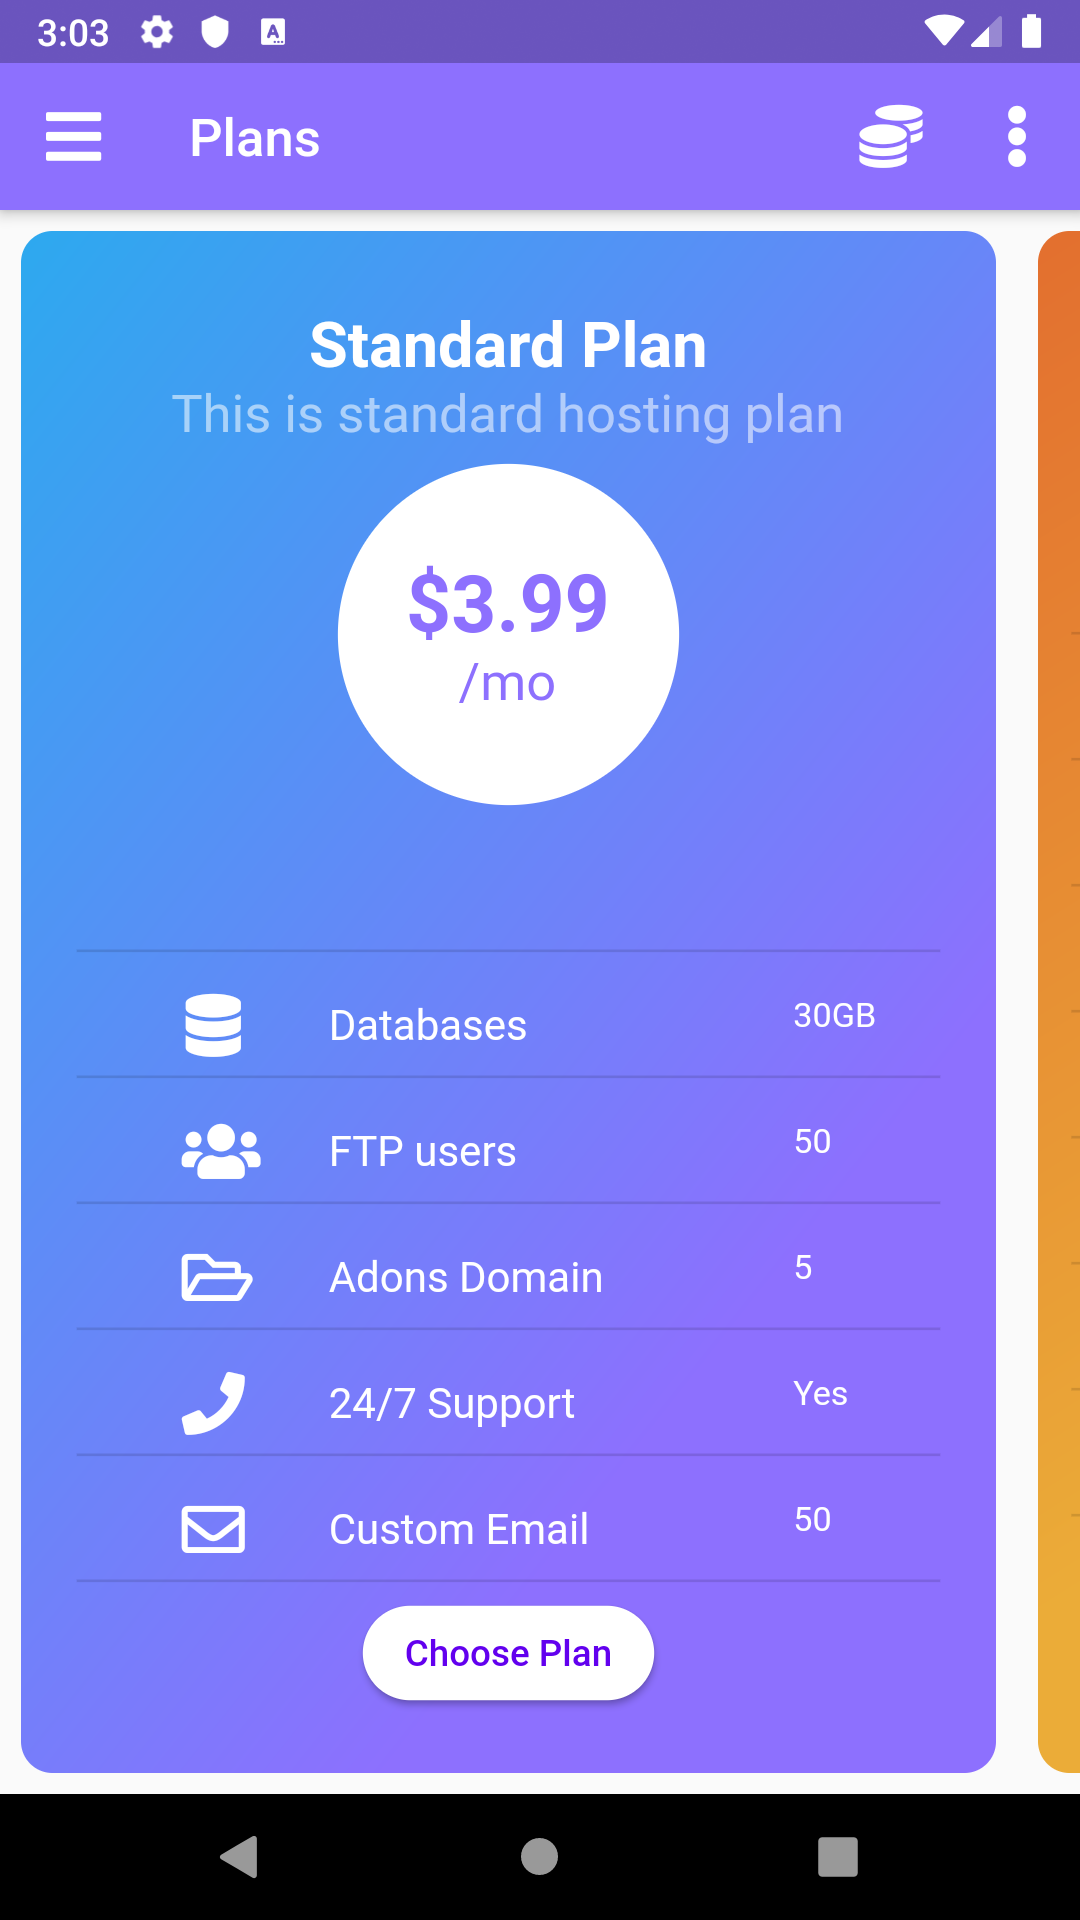 3:03
Plans
Standard Plan
This is standard hosting plan
$3.99
/mo
Databases 30GB
FTP users 50
Adons Domain 5
24/7 Support Yes
Custom Email 50
Choose Plan